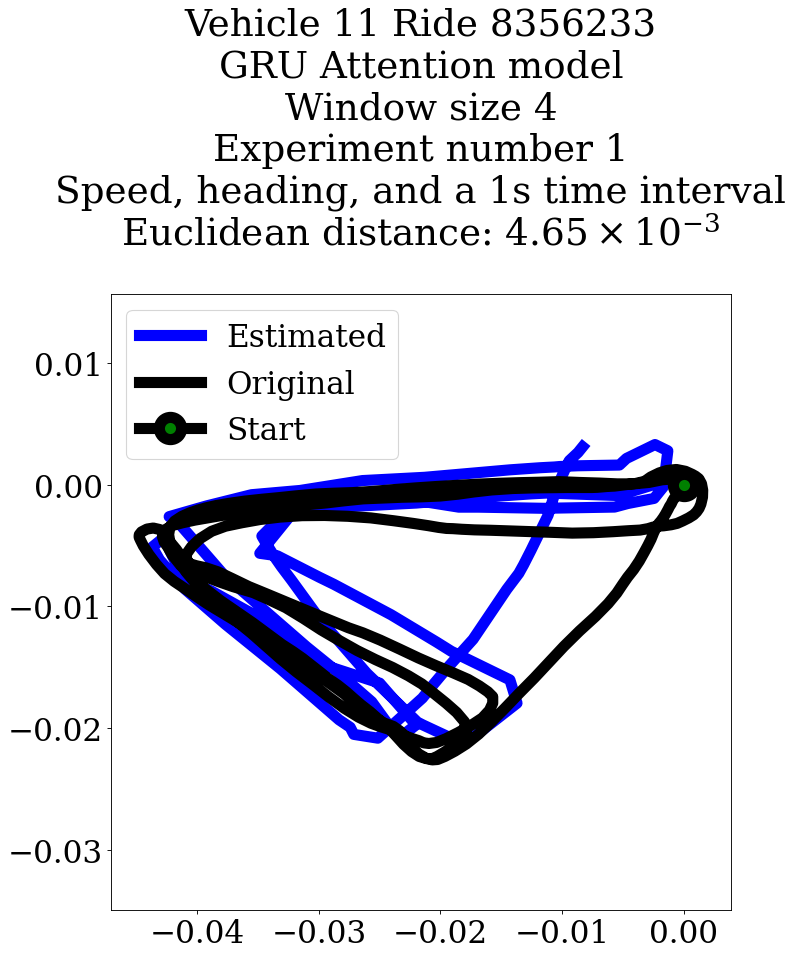 Vehicle 11 Ride 8356233
GRU Attention model
Window size 4
Experiment number 1
Speed, heading, and a 1s time interval
Euclidean distance: 4.65 × 10⁻³
Estimated
Original
Start
0.01
0.00
−0.01
−0.02
−0.03
−0.04 −0.03 −0.02 −0.01 0.00